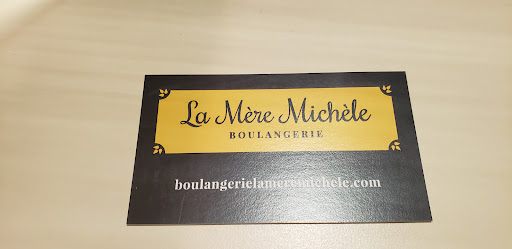 La Mère Michèle
BOULANGERIE
boulangerielameremichele.com